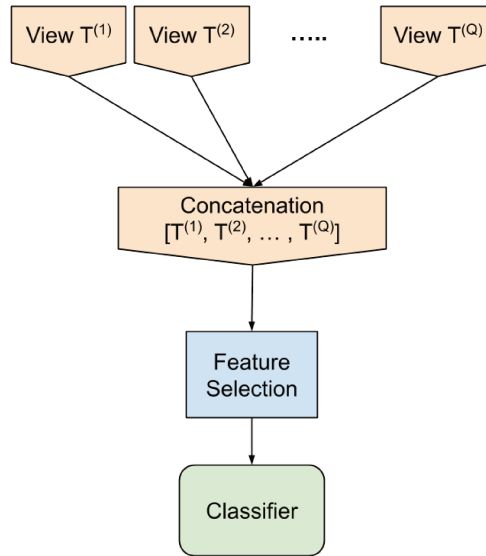 View T⁽¹⁾
View T⁽²⁾
.....
View T⁽Q⁾
Concatenation
[T⁽¹⁾, T⁽²⁾, ... , T⁽Q⁾]
Feature
Selection
Classifier